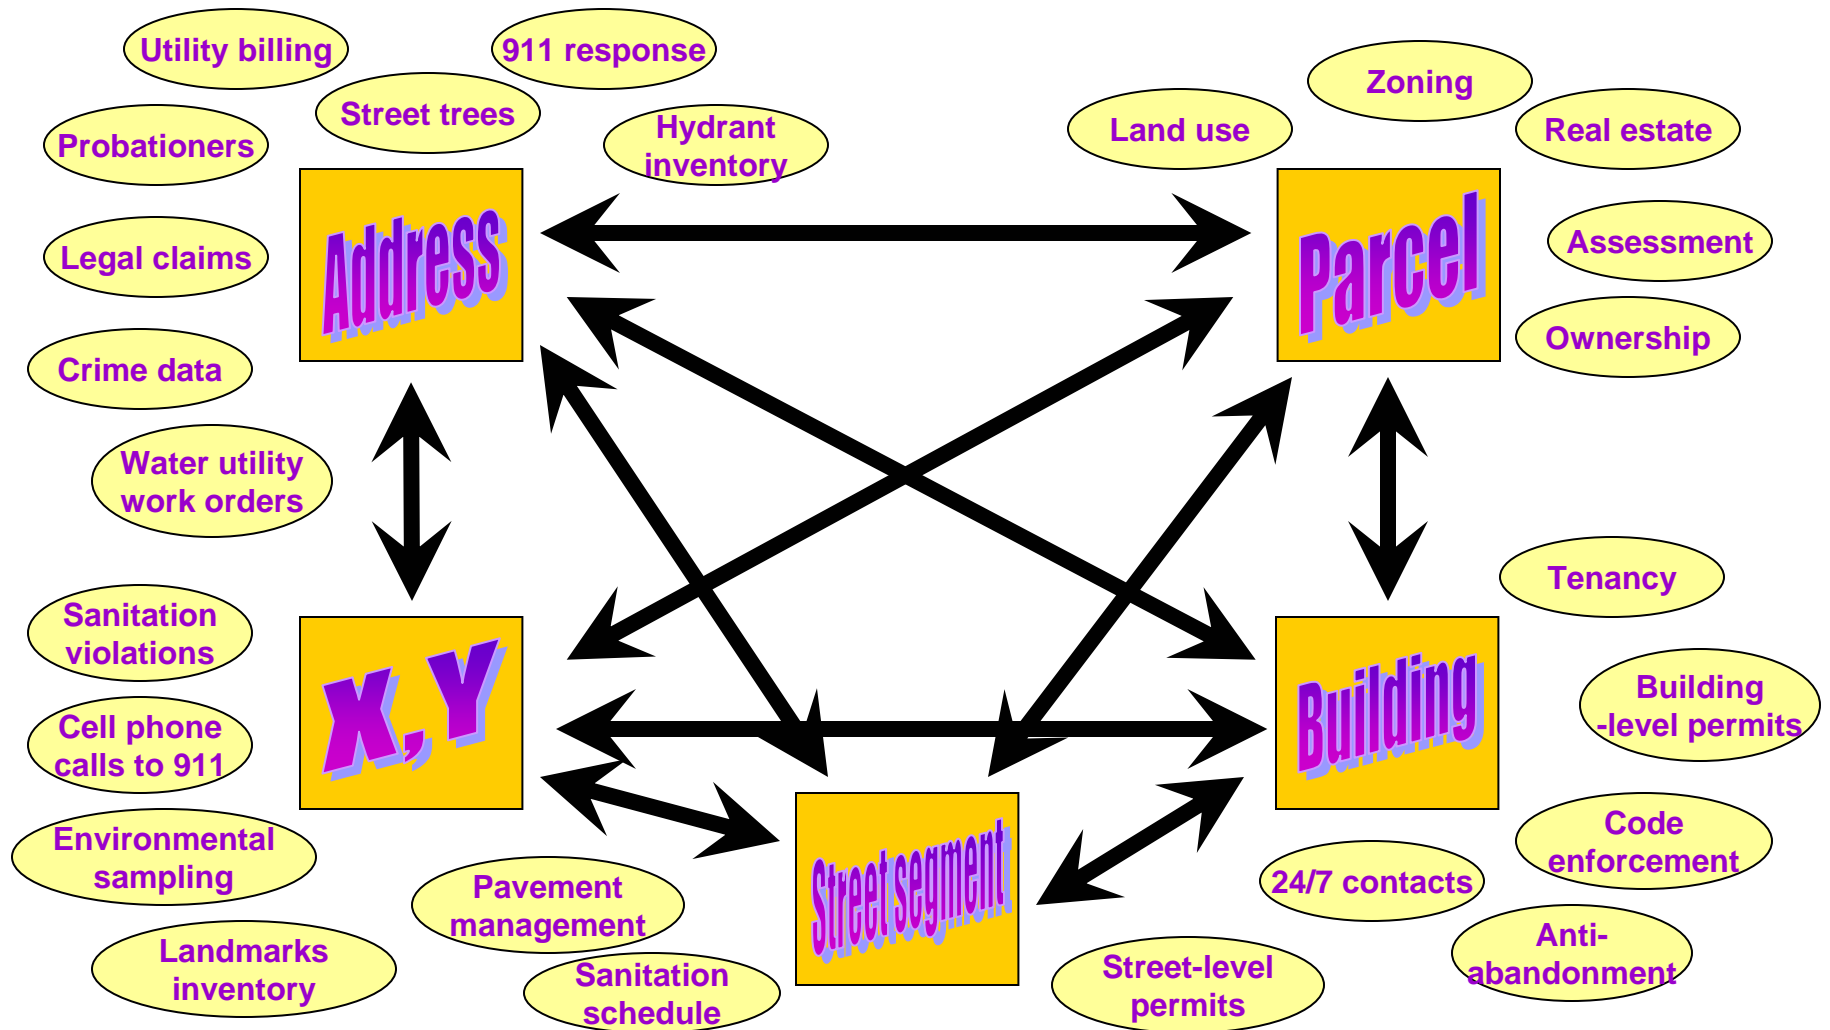 Utility billing
911 response
Street trees
Probationers
Hydrant
inventory
Legal claims
Crime data
Water utility
work orders
Address
Zoning
Land use
Real estate
Assessment
Ownership
Parcel
Sanitation
violations
Cell phone
calls to 911
Environmental
sampling
Landmarks
inventory
X,Y
Pavement
management
Sanitation
schedule
Street segment
Street-level
permits
Building
Tenancy
Building
-level permits
Code
enforcement
24/7 contacts
Anti-
abandonment